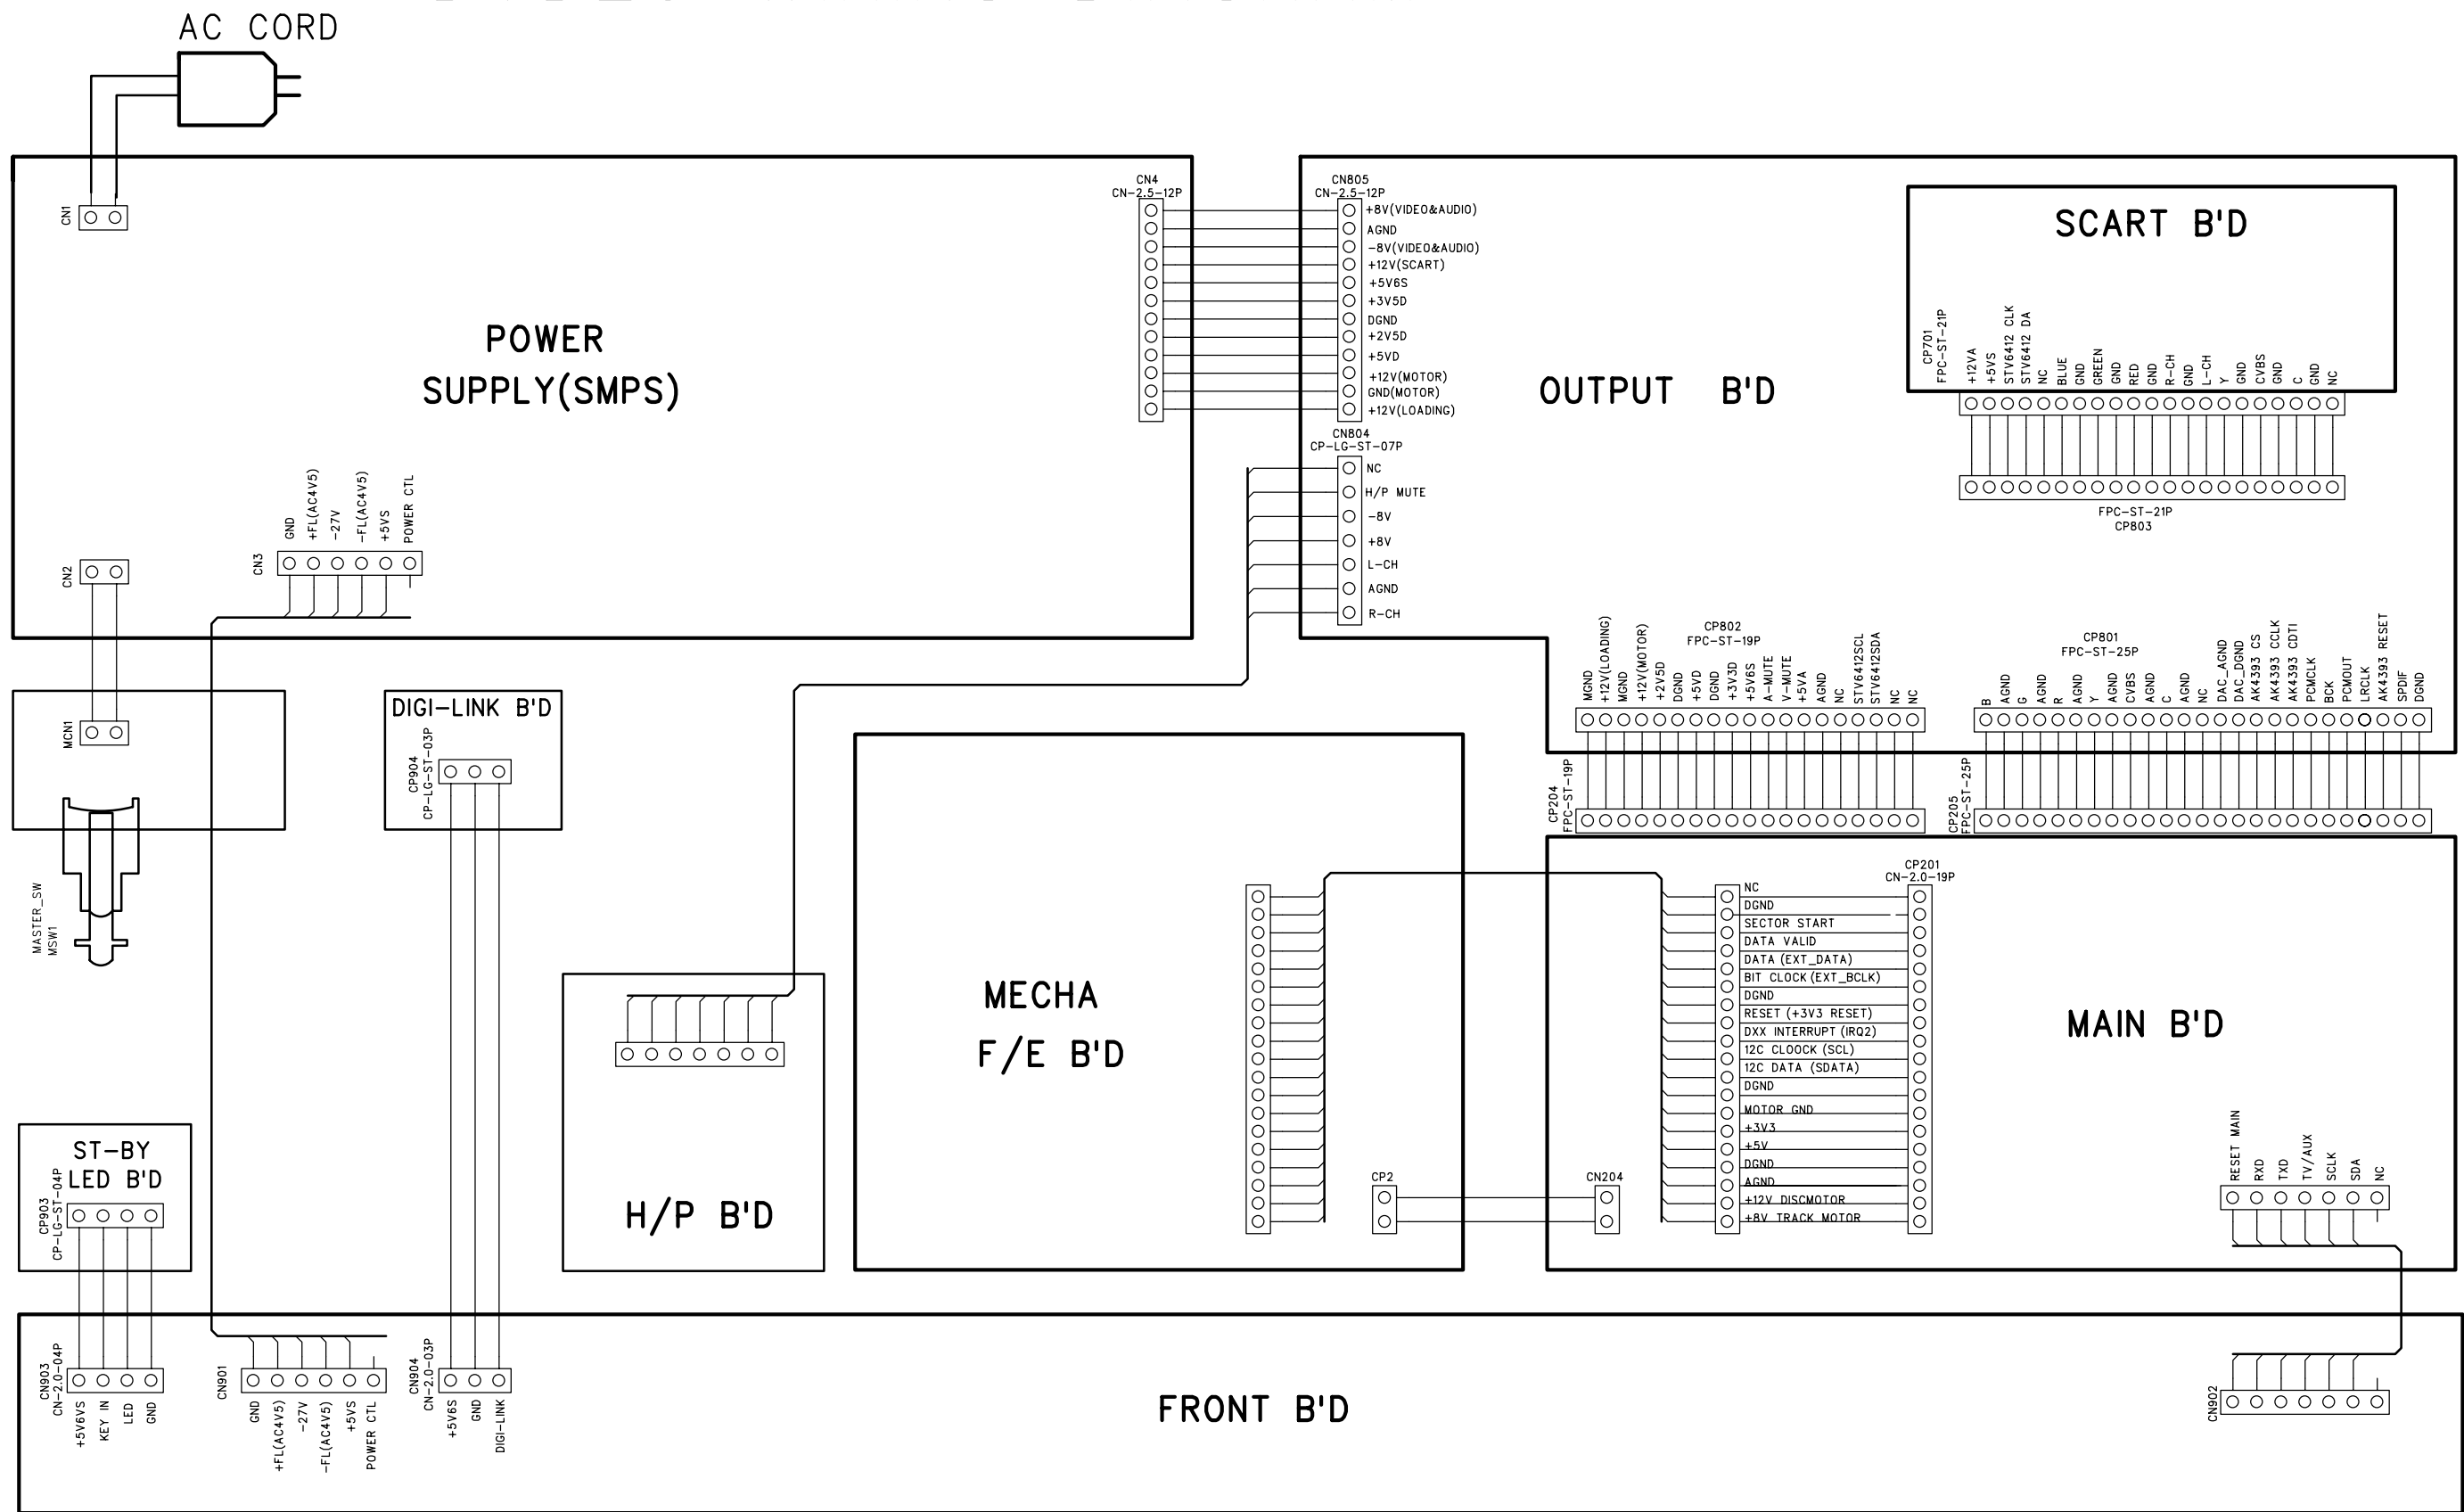 AC CORD
CN1
POWER
SUPPLY(SMPS)
CN4
CN-2.5-12P
CN2
CN3
GND
+FL(AC4V5)
-27V
-FL(AC4V5)
+5VS
POWER CTL
CN805
CN-2.5-12P
+8V(VIDEO&AUDIO)
AGND
-8V(VIDEO&AUDIO)
+12V(SCART)
+5V6S
+3V5D
DGND
+2V5D
+5VD
+12V(MOTOR)
GND(MOTOR)
+12V(LOADING)
CN804
CP-LG-ST-07P
NC
H/P MUTE
-8V
+8V
L-CH
AGND
R-CH
OUTPUT B'D
SCART B'D
CP701
FPC-ST-21P
+12VA
+5VS
STV6412 CLK
STV6412 DA
NC
BLUE
GND
GREEN
GND
RED
GND
R-CH
GND
L-CH
Y
GND
CVBS
GND
C
GND
NC
FPC-ST-21P
CP803
CP802
FPC-ST-19P
MGND
+12V(LOADING)
MGND
+12V(MOTOR)
+2V5D
DGND
+5VD
DGND
+3V3D
+5V6S
A-MUTE
V-MUTE
+5VA
AGND
NC
STV6412SCL
STV6412SDA
NC
NC
CP801
FPC-ST-25P
B
AGND
G
AGND
R
AGND
Y
AGND
CVBS
AGND
C
AGND
NC
DAC_AGND
DAC_DGND
AK4393 CS
AK4393 CCLK
AK4393 CDTI
PCMCLK
BCK
PCMOUT
LRCLK
AK4393 RESET
SPDIF
DGND
CP204
FPC-ST-19P
CP205
FPC-ST-25P
MCN1
MASTER_SW
MSW1
DIGI-LINK B'D
CP904
CP-LG-ST-03P
MECHA
F/E B'D
CP2
H/P B'D
MAIN B'D
CP201
CN-2.0-19P
NC
DGND
SECTOR START
DATA VALID
DATA (EXT_DATA)
BIT CLOCK (EXT_BCLK)
DGND
RESET (+3V3 RESET)
DXX INTERRUPT (IRQ2)
12C CLOOCK (SCL)
12C DATA (SDATA)
DGND
MOTOR GND
+3V3
+5V
DGND
AGND
+12V DISCMOTOR
+8V TRACK MOTOR
CN204
RESET MAIN
RXD
TXD
TV/AUX
SCLK
SDA
NC
ST-BY
LED B'D
CP903
CP-LG-ST-04P
FRONT B'D
CN903
CN-2.0-04P
+5V6VS
KEY IN
LED
GND
CN901
GND
+FL(AC4V5)
-27V
-FL(AC4V5)
+5VS
POWER CTL
CN904
CN-2.0-03P
+5V6S
GND
DIGI-LINK
CN902